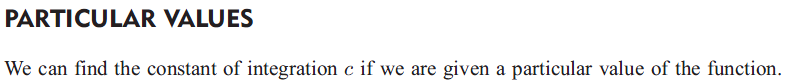 PARTICULAR VALUES
We can find the constant of integration c if we are given a particular value of the function.